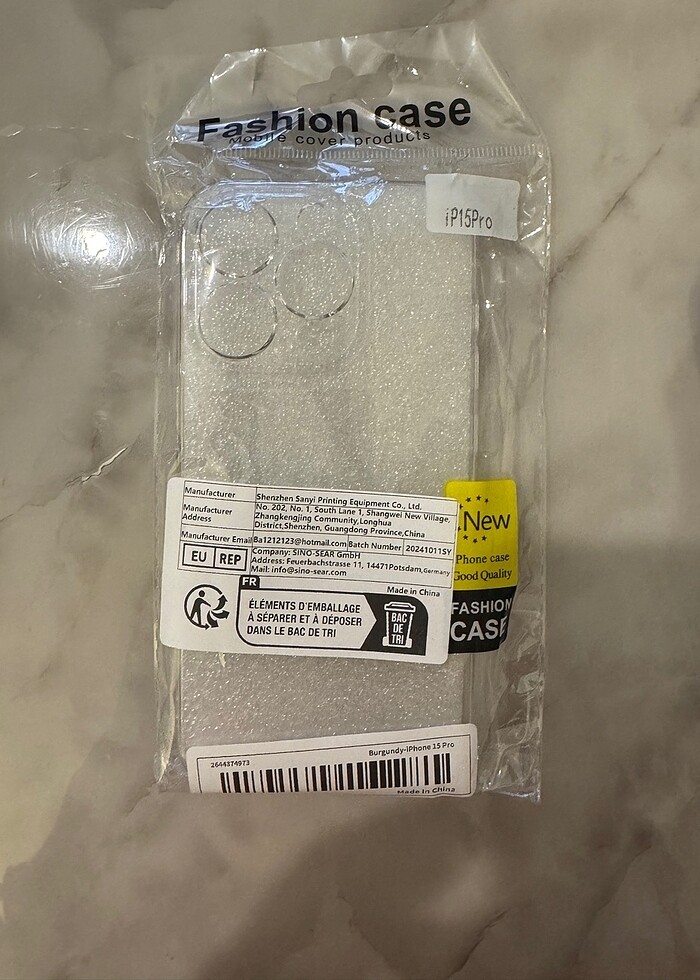 Fashion case
Mobile cover products
iP15Pro
Manufacturer Shenzhen Sanyi Printing Equipment Co., Ltd.
Manufacturer Address No. 202, No. 1, South Lane 1, Shangwei New Village,
Zhangkengjing Community,Longhua
District,Shenzhen, Guangdong Province,China
Manufacturer Email Ba1212123@hotmail.com Batch Number 20241011SY
EU REP Company: SINO-SEAR GmbH
Address: Feuerbachstrasse 11, 14471Potsdam,Germany
Mail: info@sino-sear.com
FR
Made in China
ÉLÉMENTS D'EMBALLAGE
À SÉPARER ET À DÉPOSER
DANS LE BAC DE TRI
BAC
DE
TRI
New
Phone case
Good Quality
FASHION
CASE
Burgundy-iPhone 15 Pro
2644374973
Made In China